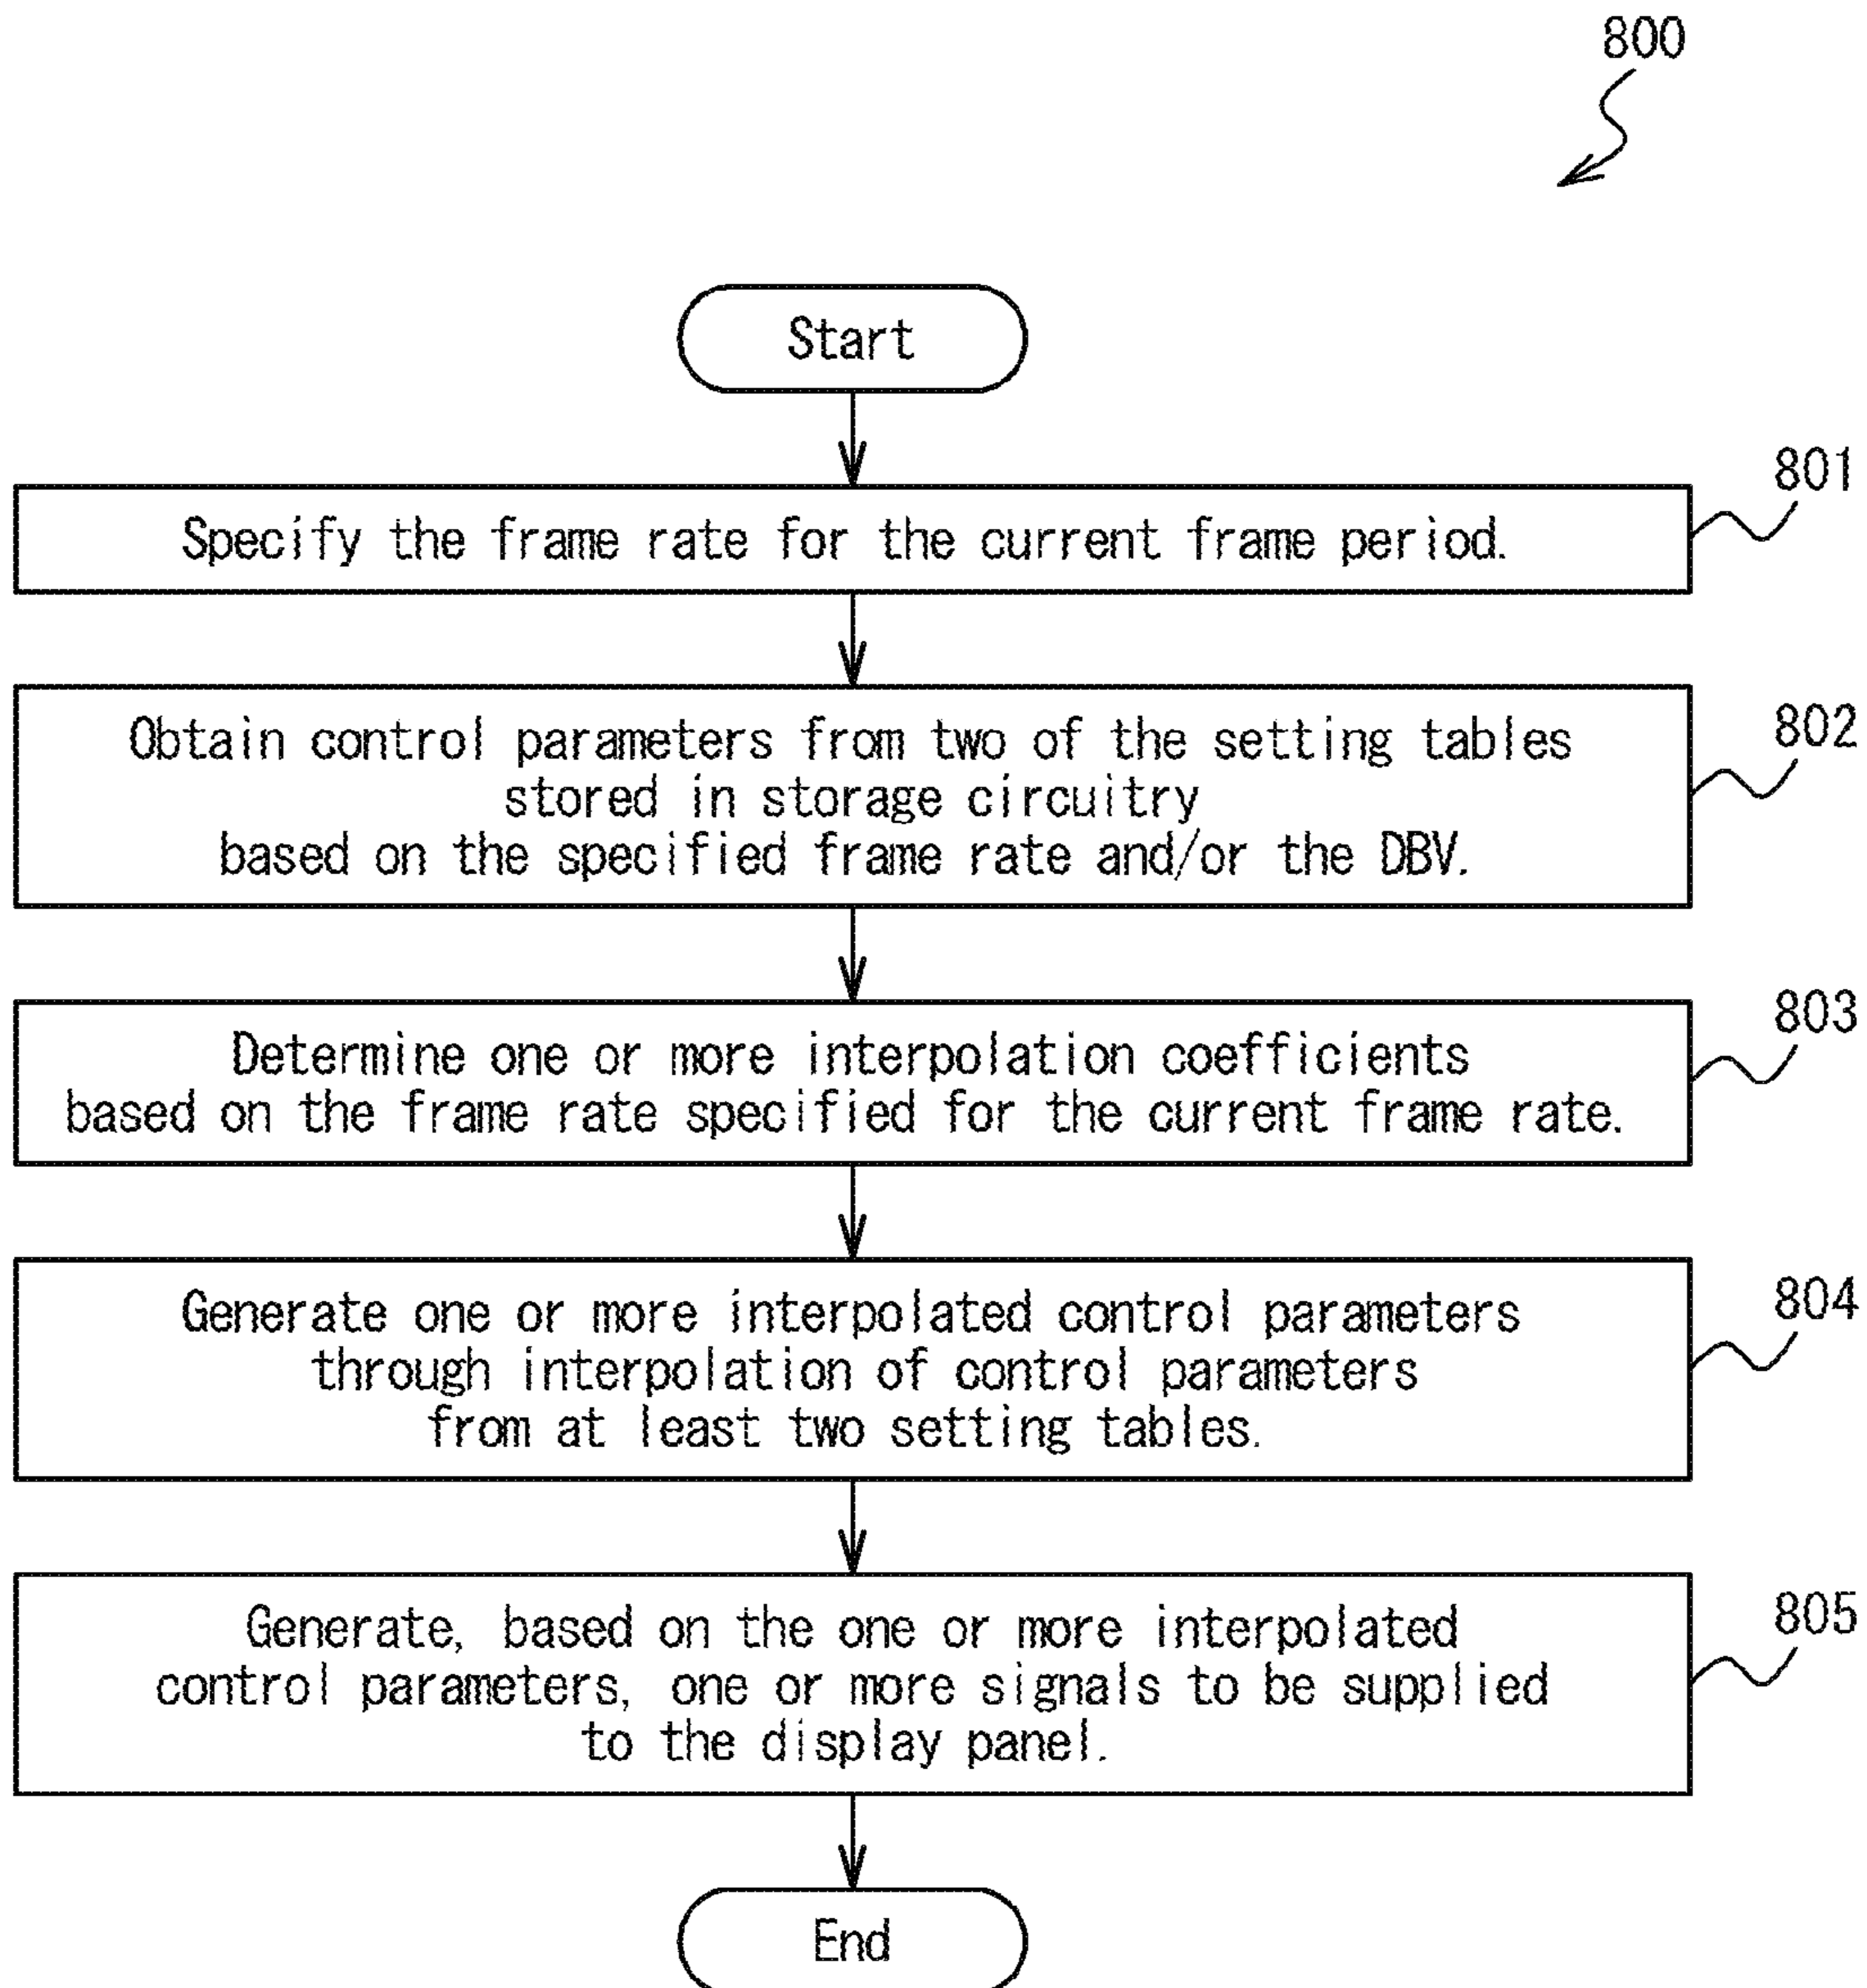 800
Start
801
Specify the frame rate for the current frame period.
802
Obtain control parameters from two of the setting tables
stored in storage circuitry
based on the specified frame rate and/or the DBV.
803
Determine one or more interpolation coefficients
based on the frame rate specified for the current frame rate.
804
Generate one or more interpolated control parameters
through interpolation of control parameters
from at least two setting tables.
805
Generate, based on the one or more interpolated
control parameters, one or more signals to be supplied
to the display panel.
End